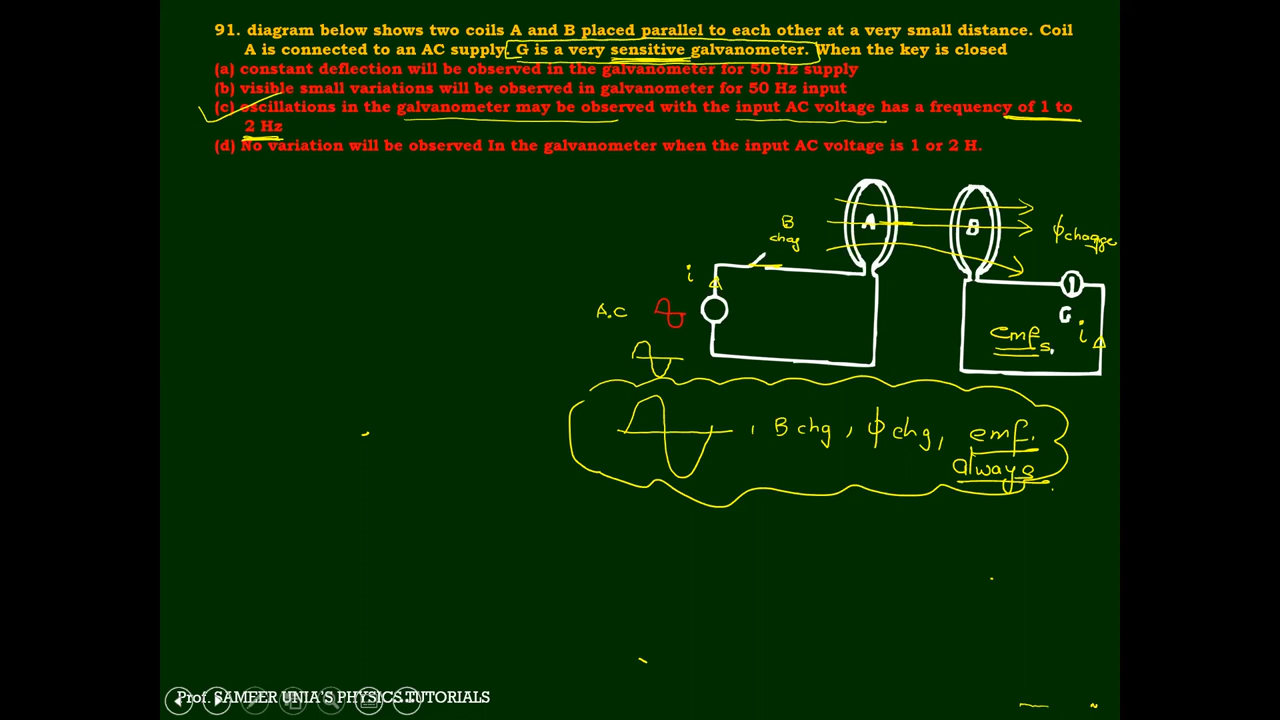 91. diagram below shows two coils A and B placed parallel to each other at a very small distance. Coil
A is connected to an AC supply. G is a very sensitive galvanometer. When the key is closed
(a) constant deflection will be observed in the galvanometer for 50 Hz supply
(b) visible small variations will be observed in galvanometer for 50 Hz input
(c) oscillations in the galvanometer may be observed with the input AC voltage has a frequency of 1 to
2 Hz
(d) No variation will be observed In the galvanometer when the input AC voltage is 1 or 2 H.
B
chg
A
B
ϕ change
i
A.C
G
emfs
i
, B chg, ϕ chg, emf.
always
Prof. SAMEER UNIA'S PHYSICS TUTORIALS